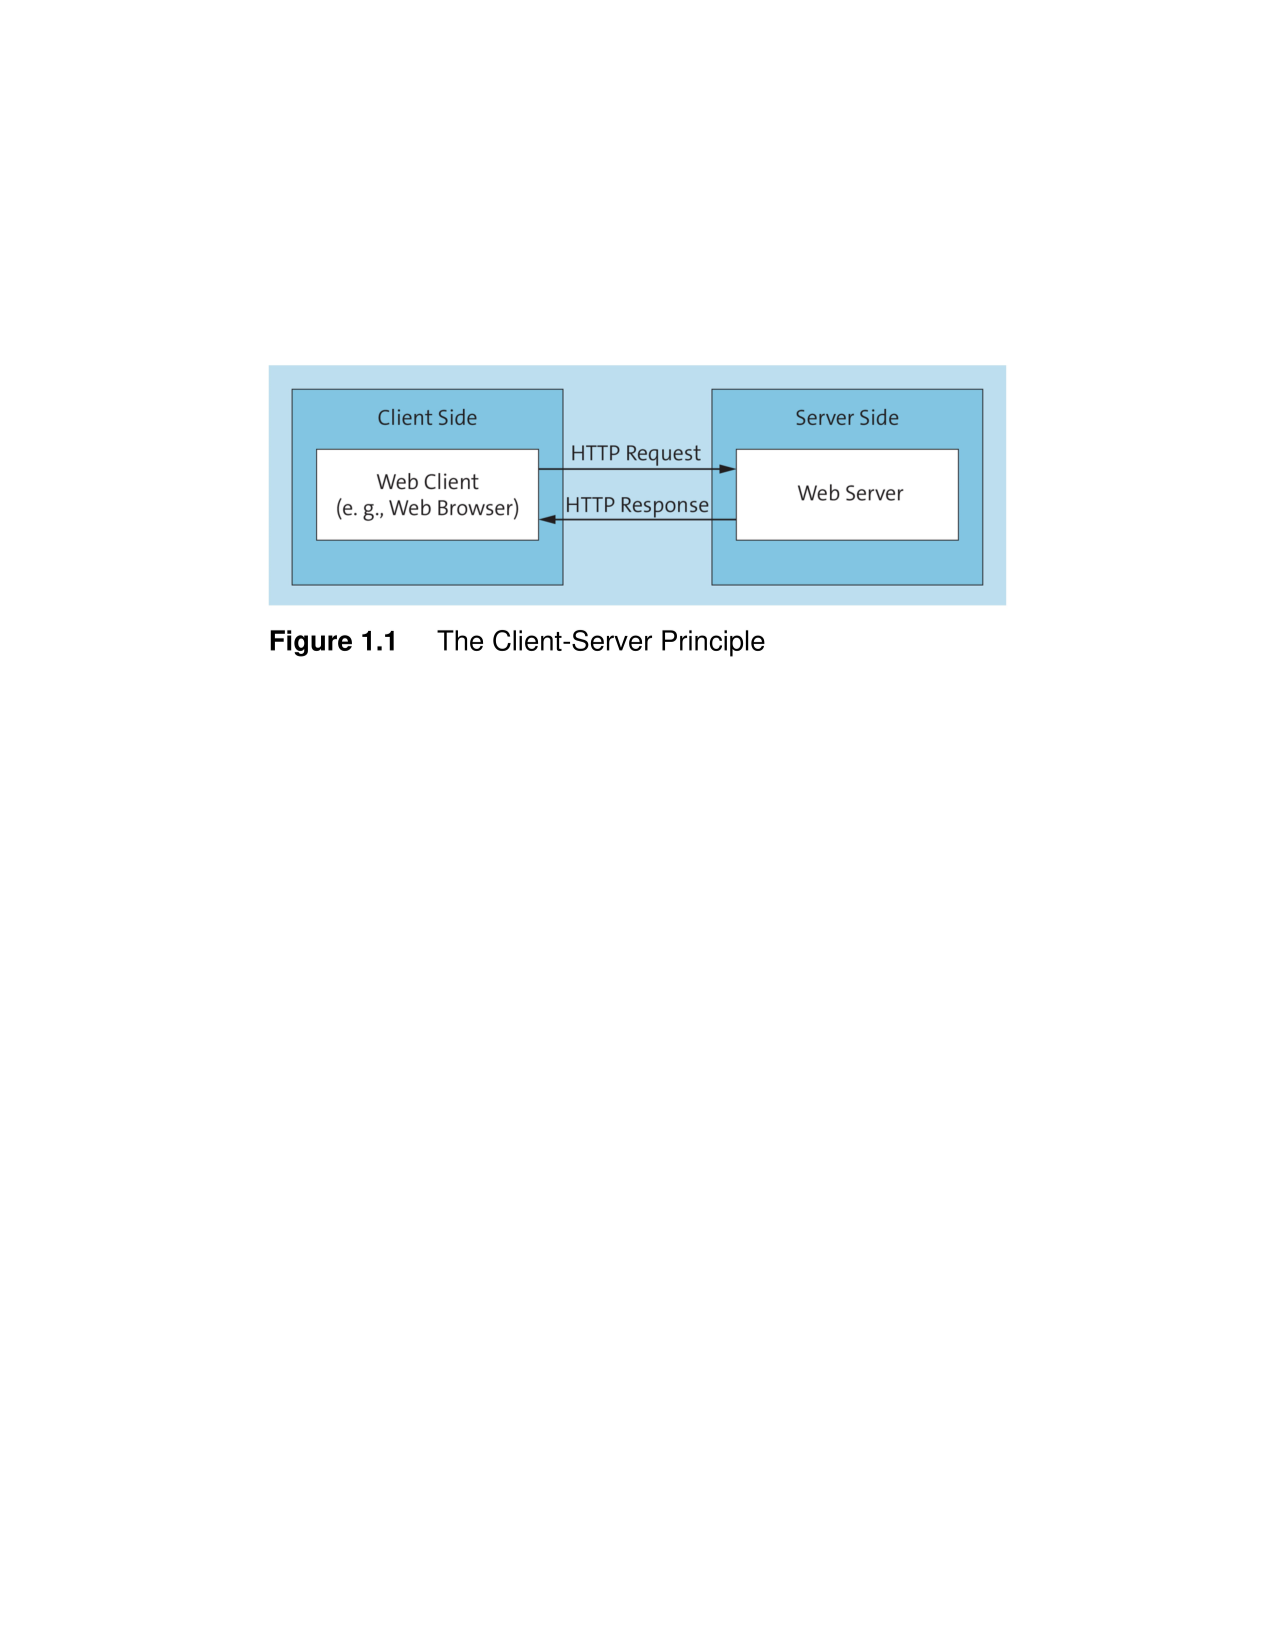 Client Side
Server Side
HTTP Request
Web Client
(e. g., Web Browser)
Web Server
HTTP Response
Figure 1.1 The Client-Server Principle